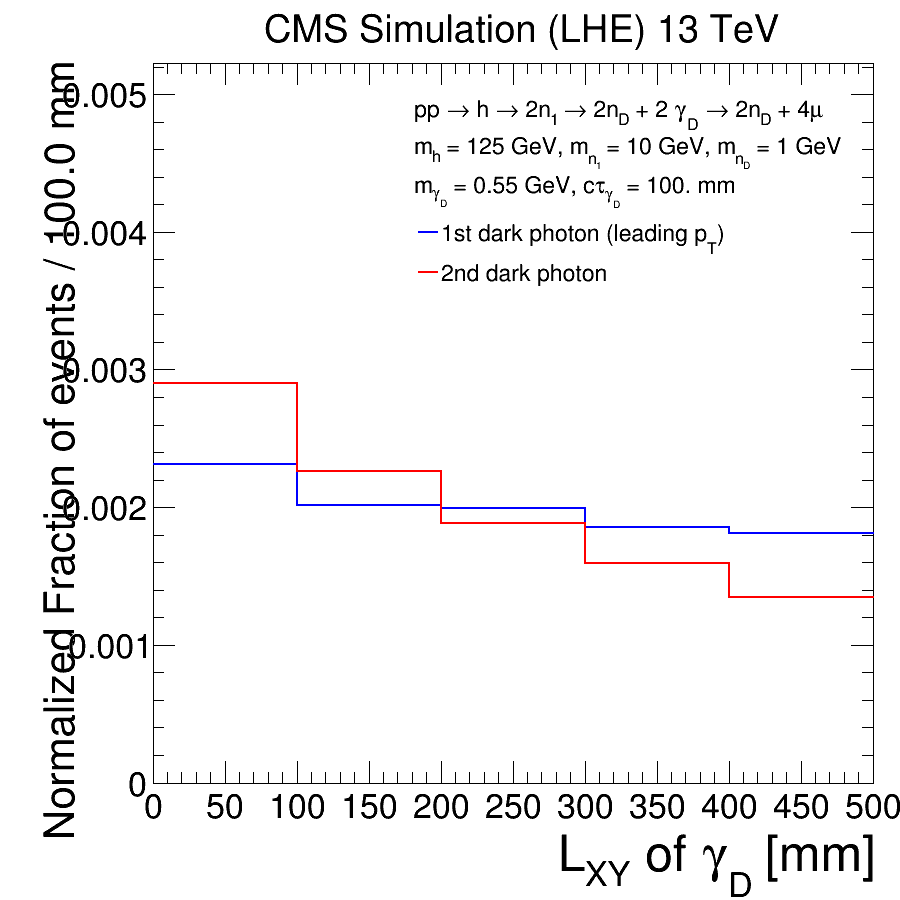 CMS Simulation (LHE) 13 TeV
pp → h → 2n1 → 2nD + 2 γD → 2nD + 4μ
mh = 125 GeV, mn1 = 10 GeV, mnD = 1 GeV
mγD = 0.55 GeV, cτγD = 100. mm
1st dark photon (leading pT)
2nd dark photon
Normalized Fraction of events / 100.0 mm
0.005
0.004
0.003
0.002
0.001
0
0 50 100 150 200 250 300 350 400 450 500
LXY of γD [mm]